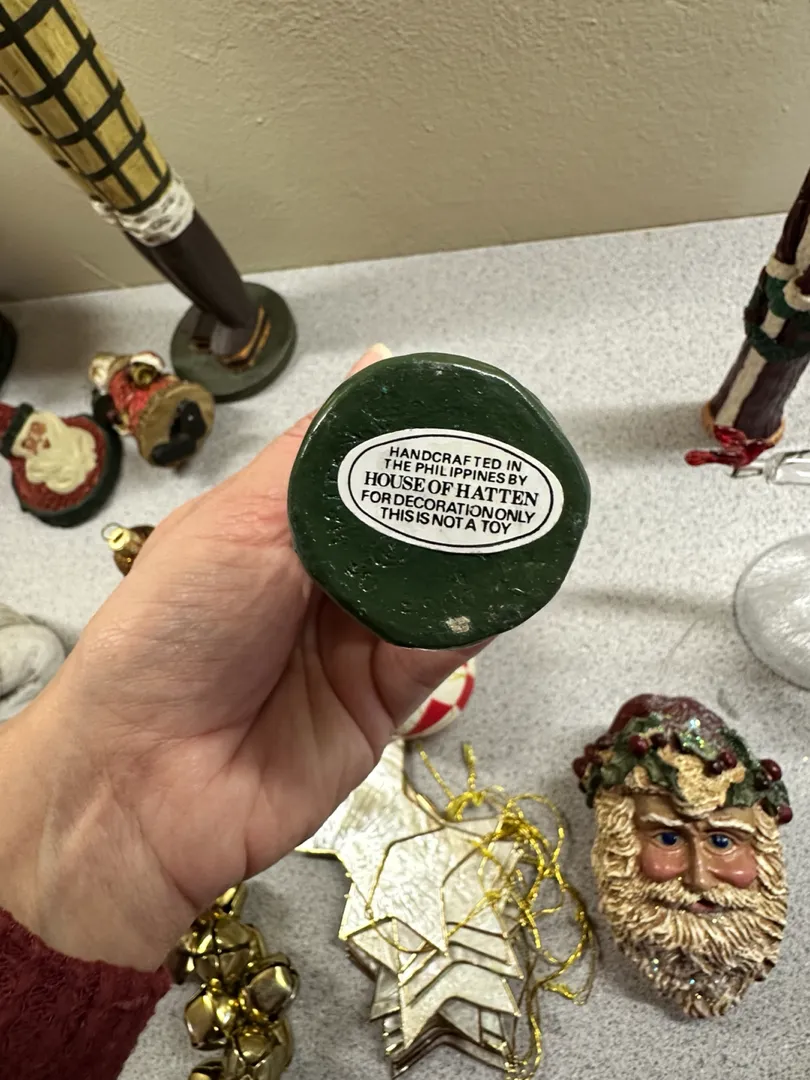 HANDCRAFTED IN
THE PHILIPPINES BY
HOUSE OF HATTEN
FOR DECORATION ONLY
THIS IS NOT A TOY